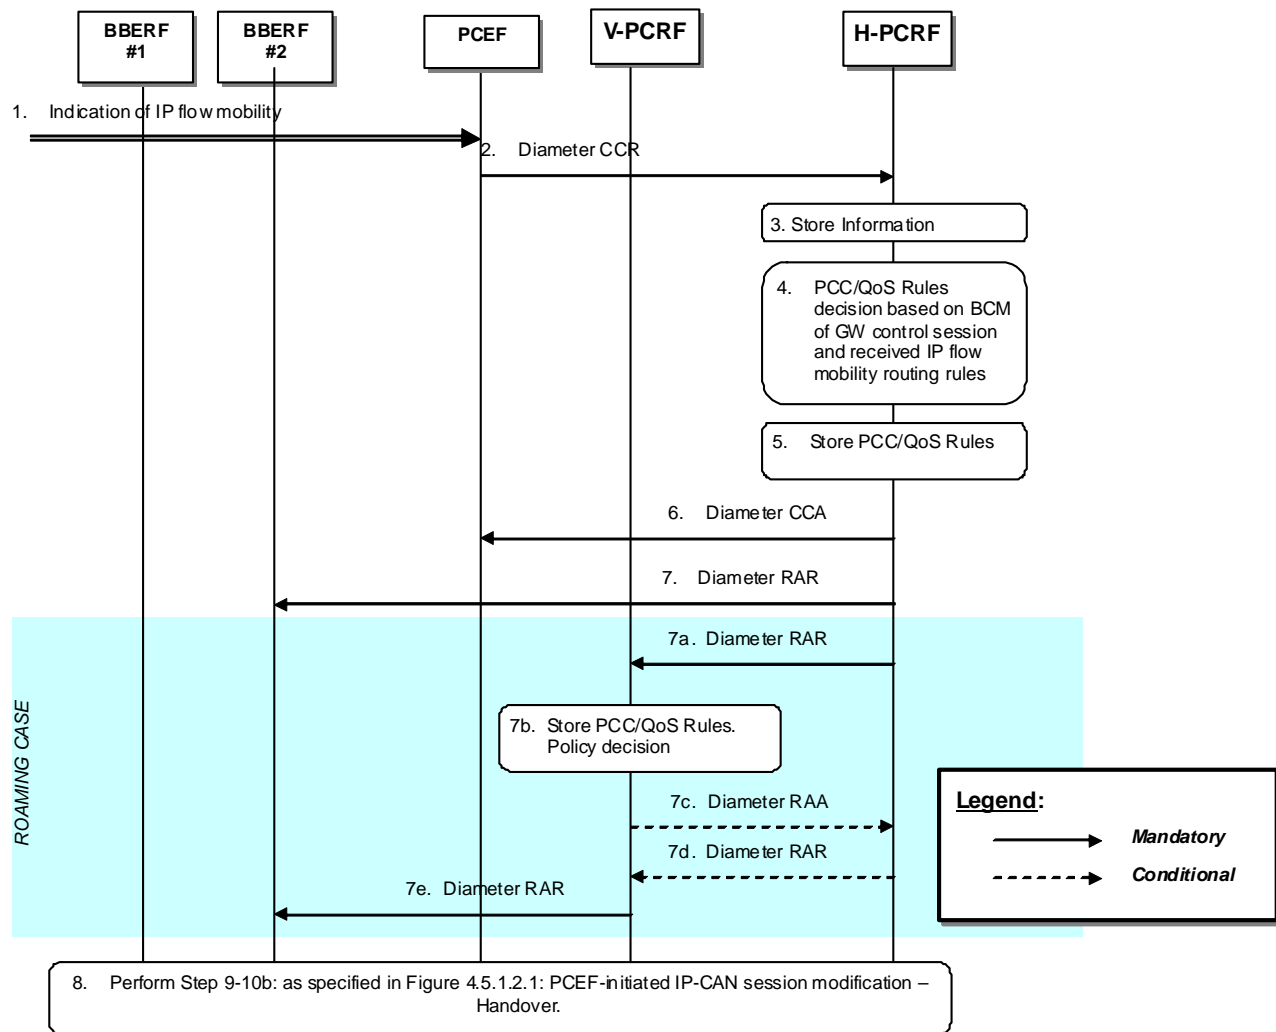 BBERF
#1
BBERF
#2
PCEF
V-PCRF
H-PCRF
1. Indication of IP flow mobility
2. Diameter CCR
3. Store Information
4. PCC/QoS Rules
decision based on BCM
of GW control session
and received IP flow
mobility routing rules
5. Store PCC/QoS Rules
6. Diameter CCA
7. Diameter RAR
7a. Diameter RAR
ROAMING CASE
7b. Store PCC/QoS Rules.
Policy decision
7c. Diameter RAA
7d. Diameter RAR
7e. Diameter RAR
Legend:
Mandatory
Conditional
8. Perform Step 9-10b: as specified in Figure 4.5.1.2.1: PCEF-initiated IP-CAN session modification –
Handover.